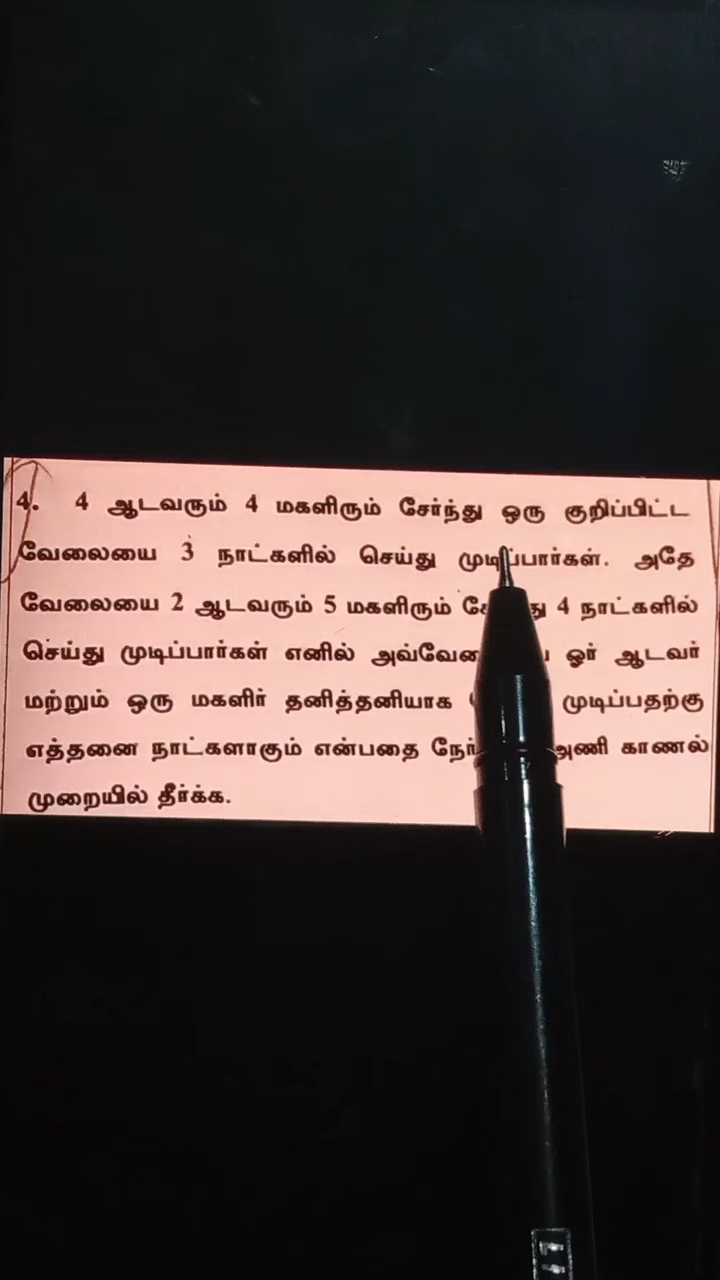 4. 4 ஆடவரும் 4 மகளிரும் சேர்ந்து ஒரு குறிப்பிட்ட
வேலையை 3 நாட்களில் செய்து முடிப்பார்கள். அதே
வேலையை 2 ஆடவரும் 5 மகளிரும் 4 நாட்களில்
செய்து முடிப்பார்கள் எனில் ஓர் ஆடவர்
மற்றும் ஒரு மகளிர் தனித்தனியாக முடிப்பதற்கு
எத்தனை நாட்களாகும் என்பதை அணி காணல்
முறையில் தீர்க்க.